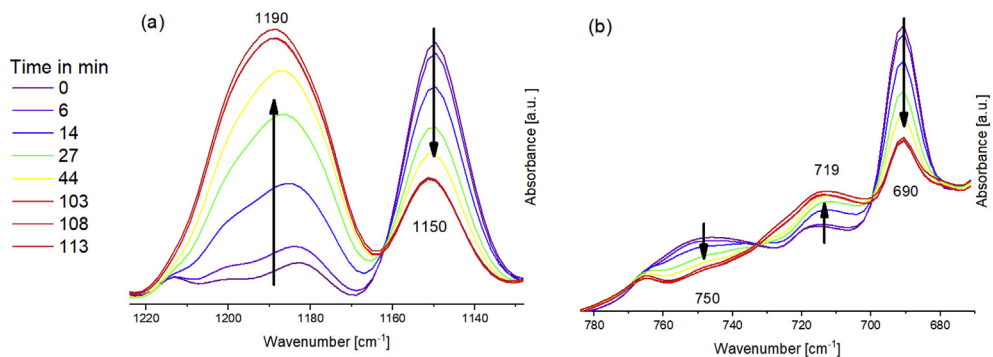 (a)
1190
1150
Time in min
0
6
14
27
44
103
108
113
1220 1200 1180 1160 1140
Wavenumber [cm-1]
Absorbance [a.u.]
(b)
719
690
750
780 760 740 720 700 680
Wavenumber [cm-1]
Absorbance [a.u.]